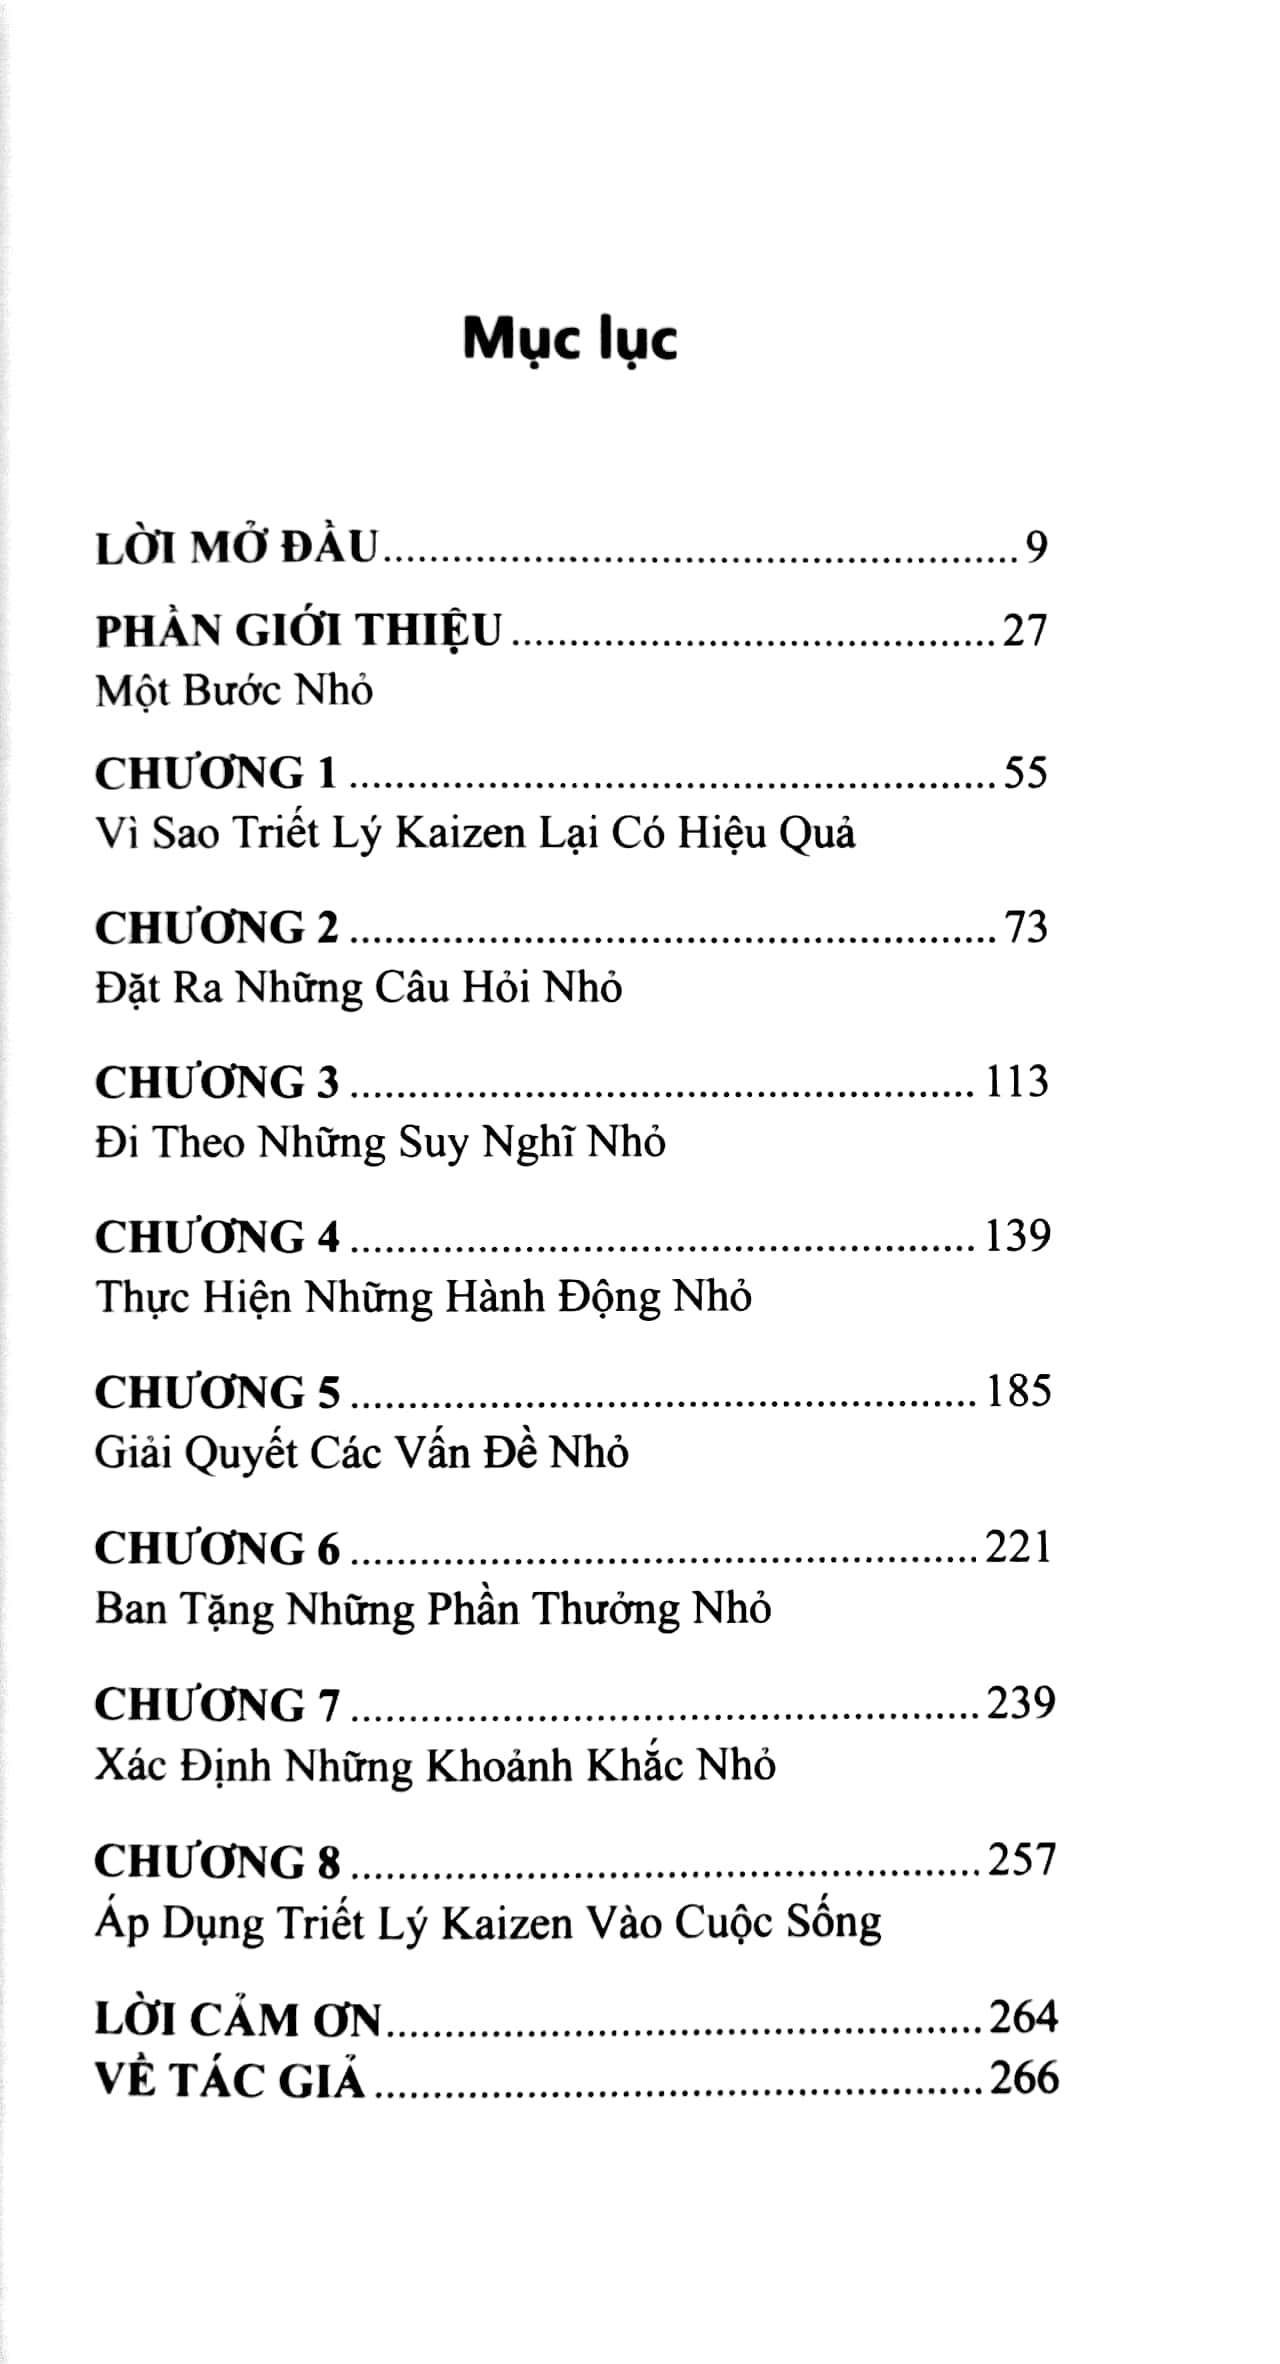 Mục lục
LỜI MỞ ĐẦU........................................................9
PHẦN GIỚI THIỆU..........................................27
Một Bước Nhỏ
CHƯƠNG 1........................................................55
Vì Sao Triết Lý Kaizen Lại Có Hiệu Quả
CHƯƠNG 2........................................................73
Đặt Ra Những Câu Hỏi Nhỏ
CHƯƠNG 3...................................................... 113
Đi Theo Những Suy Nghĩ Nhỏ
CHƯƠNG 4...................................................... 139
Thực Hiện Những Hành Động Nhỏ
CHƯƠNG 5...................................................... 185
Giải Quyết Các Vấn Đề Nhỏ
CHƯƠNG 6......................................................221
Ban Tặng Những Phần Thưởng Nhỏ
CHƯƠNG 7......................................................239
Xác Định Những Khoảnh Khắc Nhỏ
CHƯƠNG 8......................................................257
Áp Dụng Triết Lý Kaizen Vào Cuộc Sống
LỜI CẢM ƠN...................................................264
VỀ TÁC GIẢ....................................................266